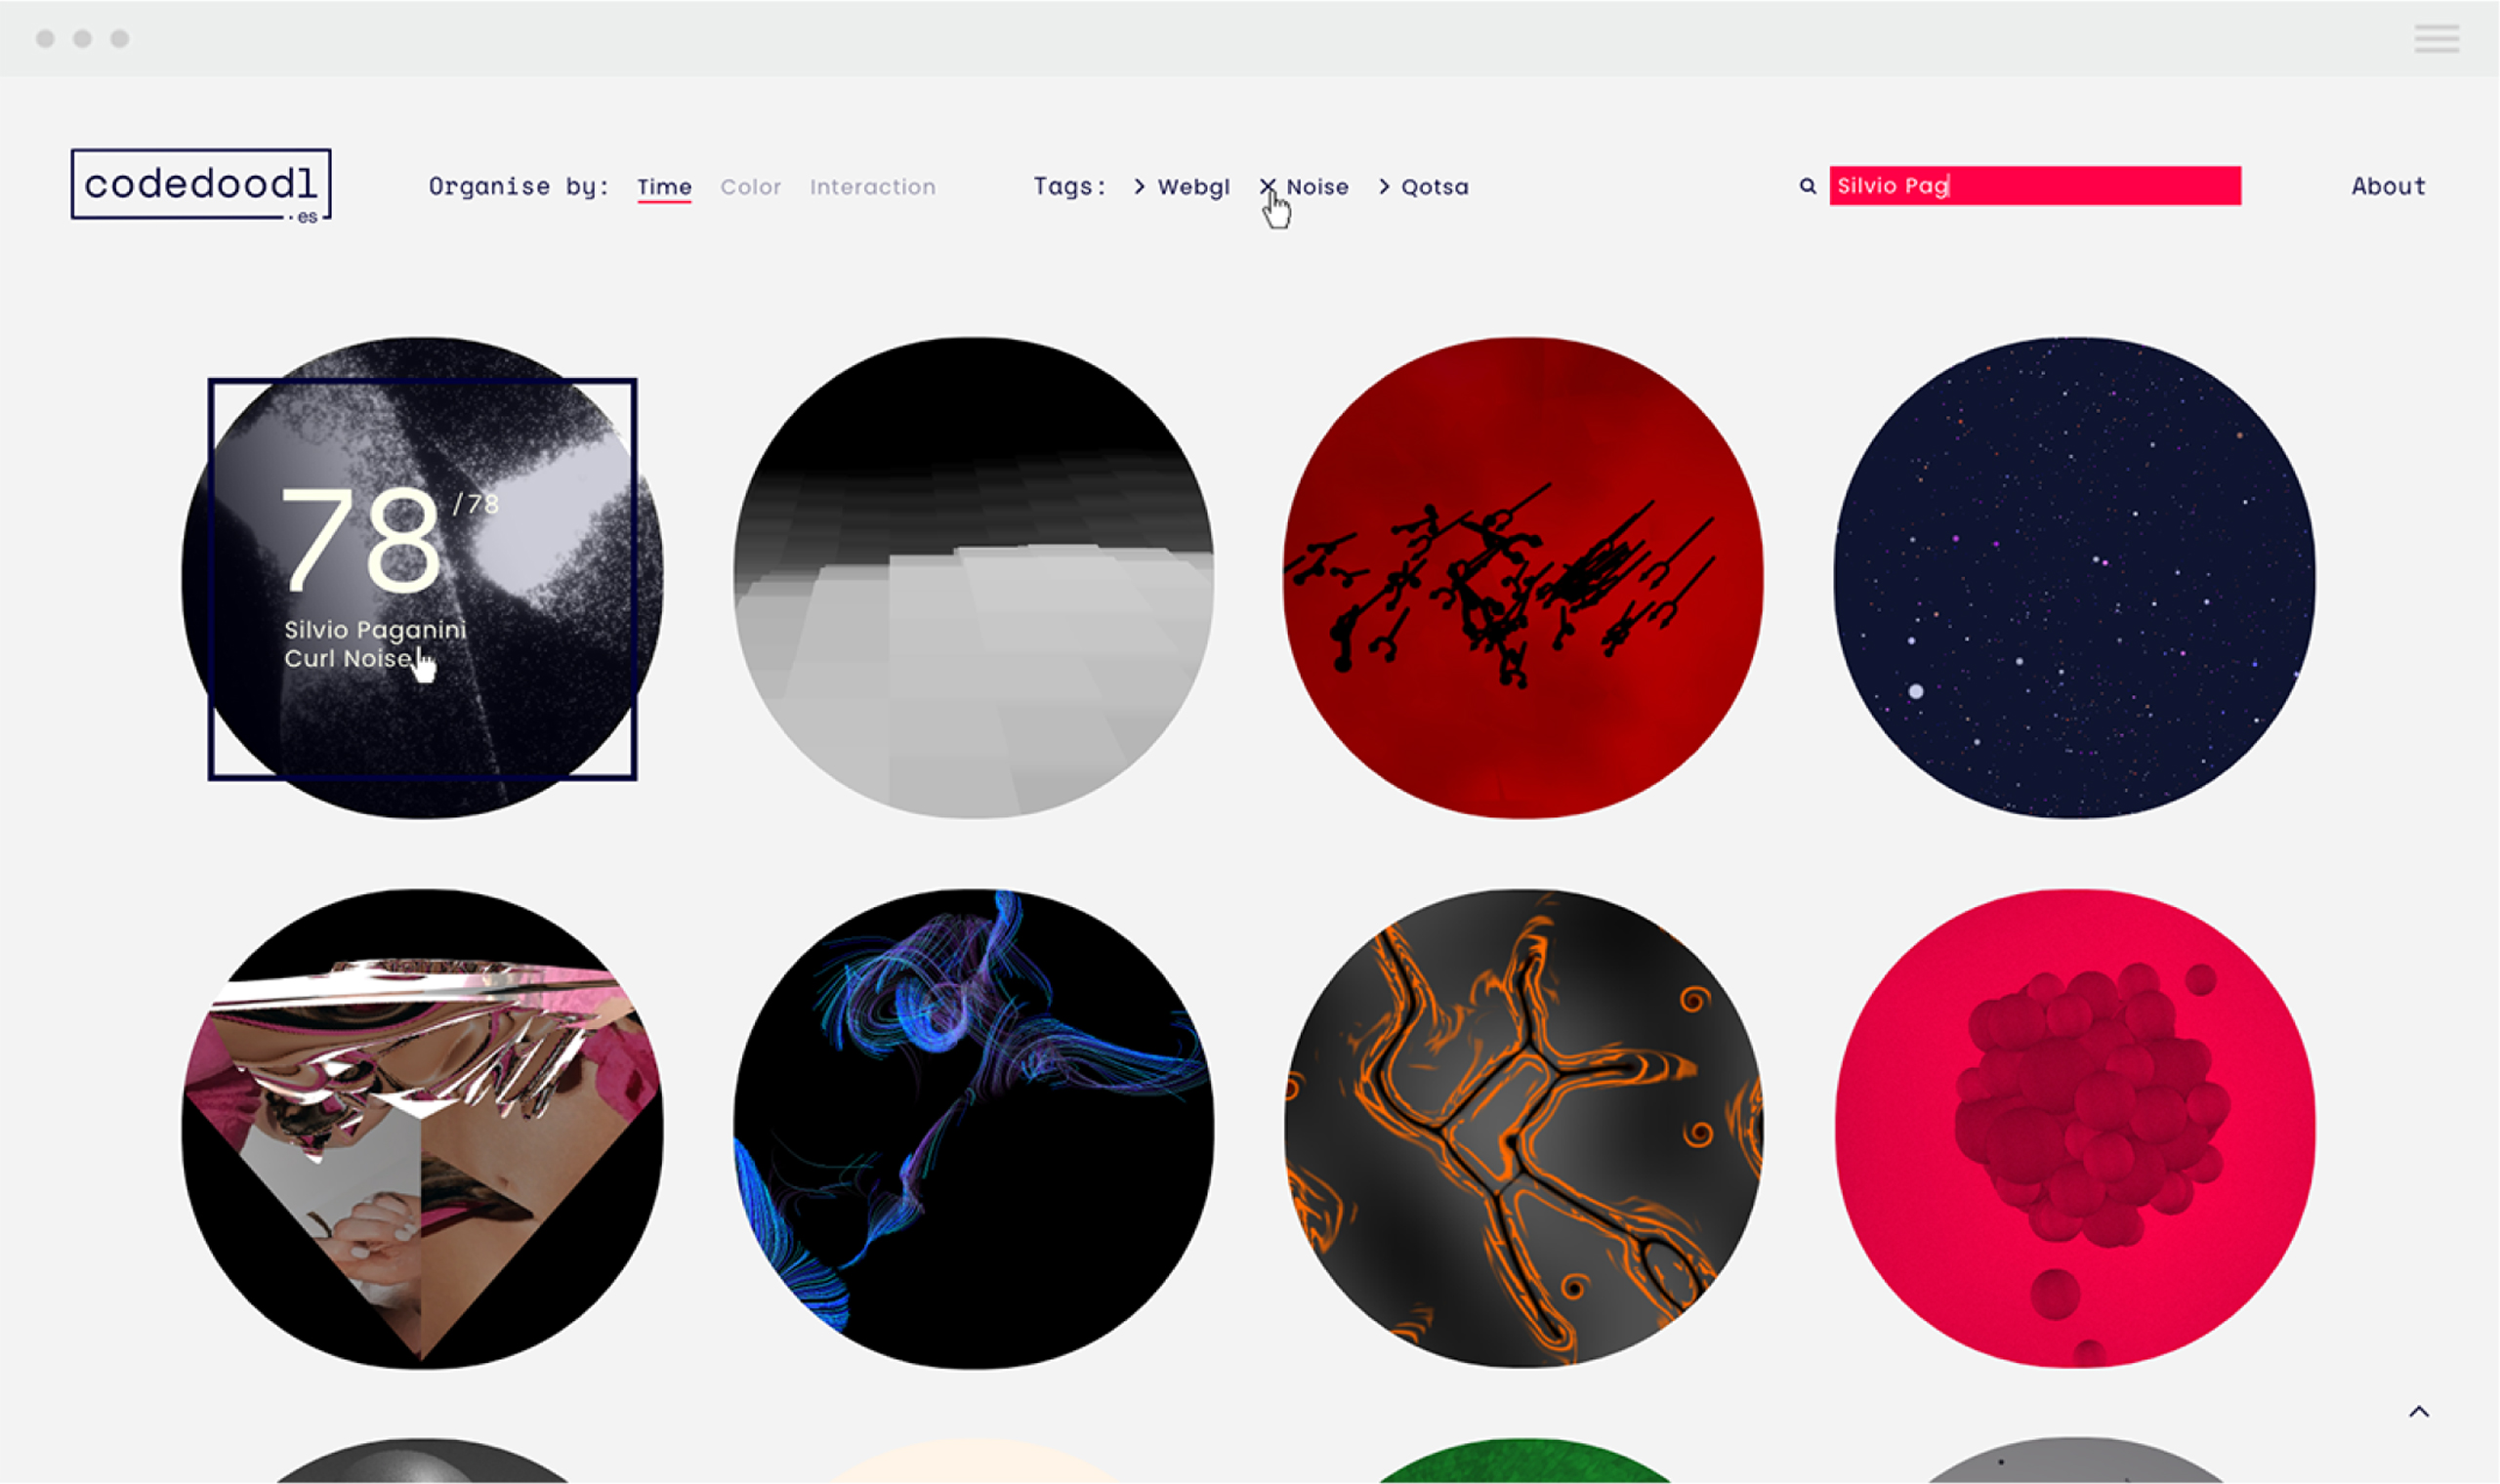 codedoodl
.es
Organise by: Time Color Interaction
Tags: > Webgl × Noise > Qotsa
Silvio Pag
About
78 /78
Silvio Paganini
Curl Noise